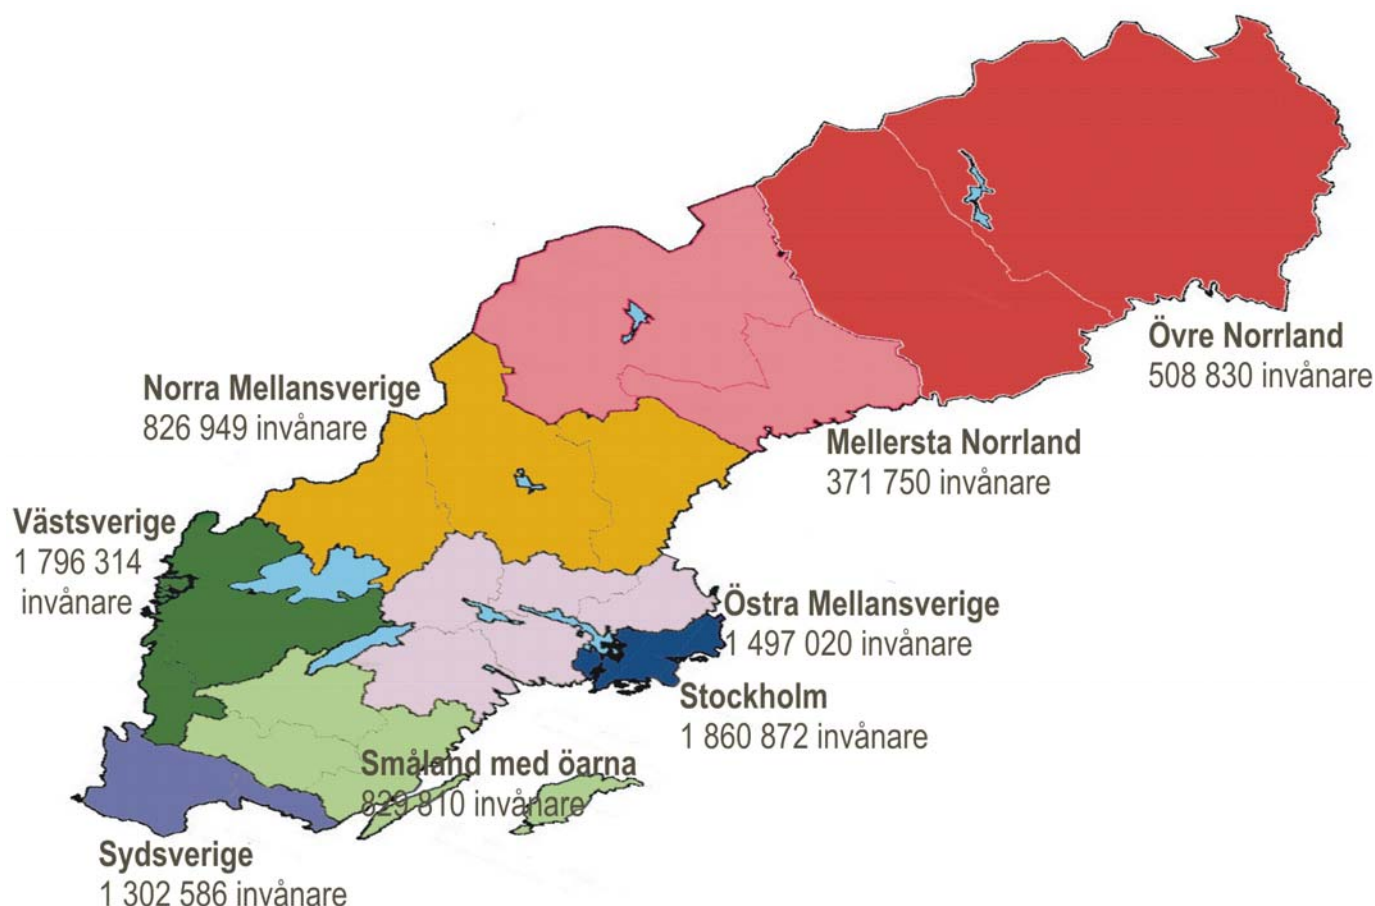 Övre Norrland
508 830 invånare
Norra Mellansverige
826 949 invånare
Mellersta Norrland
371 750 invånare
Västsverige
1 796 314
invånare
Östra Mellansverige
1 497 020 invånare
Stockholm
1 860 872 invånare
Småland med öarna
829 810 invånare
Sydsverige
1 302 586 invånare